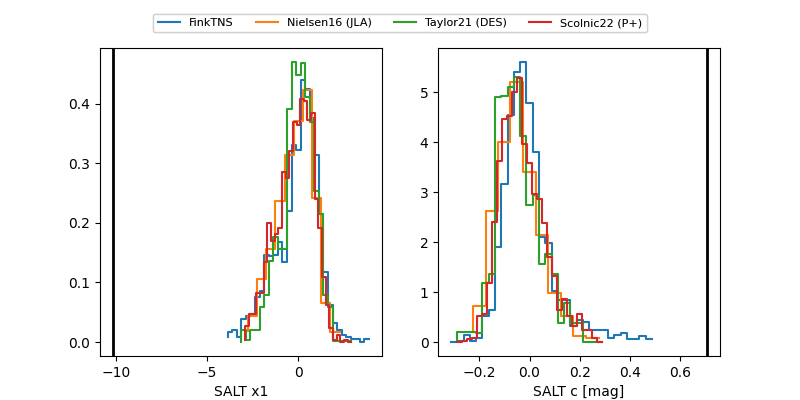 FinkTNS Nielsen16 (JLA) Taylor21 (DES) Scolnic22 (P+)
0.4
0.3
0.2
0.1
0.0
−10 −5 0
SALT x1
5
4
3
2
1
0
−0.2 0.0 0.2 0.4 0.6
SALT c [mag]